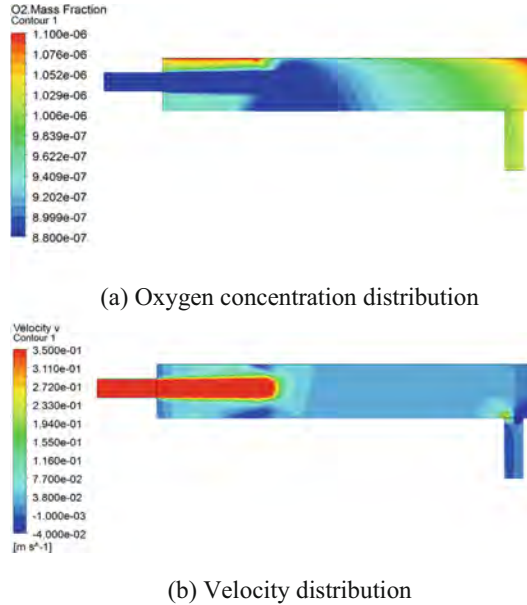 O2.Mass Fraction
Contour 1
1.100e-06
1.076e-06
1.052e-06
1.029e-06
1.006e-06
9.839e-07
9.622e-07
9.409e-07
9.202e-07
8.999e-07
8.800e-07
(a) Oxygen concentration distribution
Velocity v
Contour 1
3.500e-01
3.110e-01
2.720e-01
2.330e-01
1.940e-01
1.550e-01
1.160e-01
7.700e-02
3.800e-02
-1.000e-03
-4.000e-02
[m s^-1]
(b) Velocity distribution